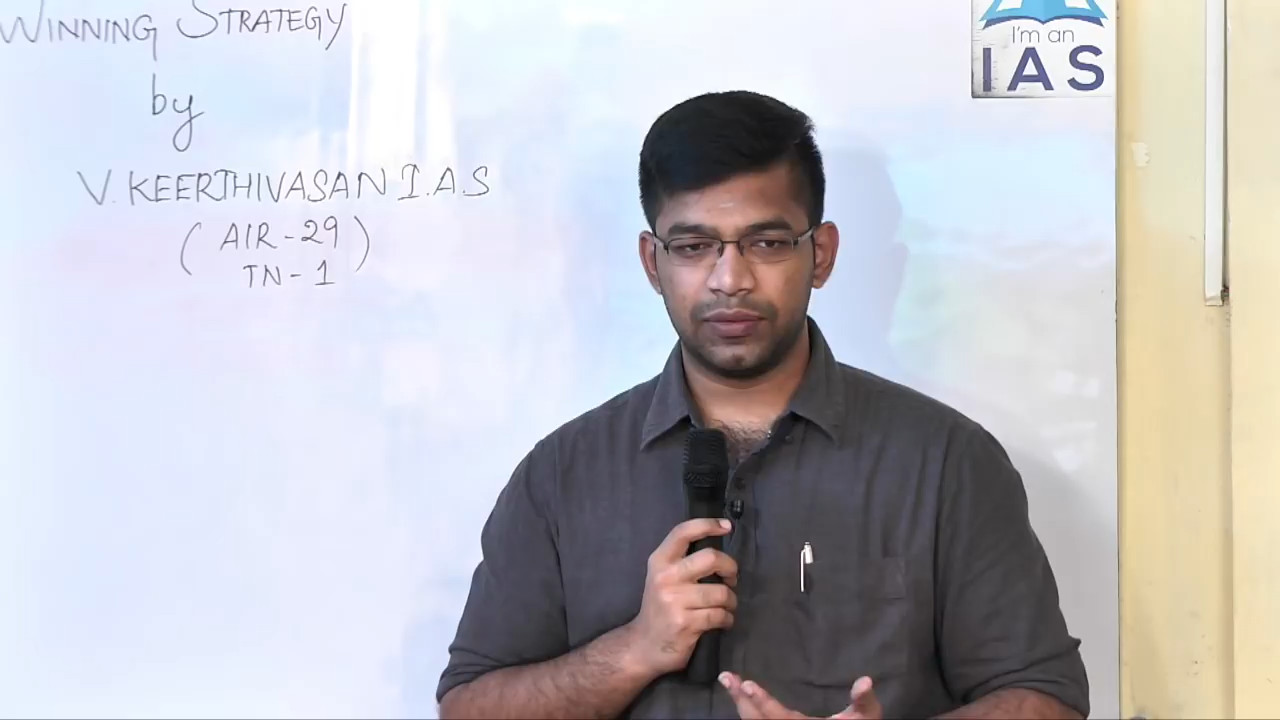 WINNING STRATEGY
by
V. KEERTHIVASAN I.A.S
( AIR - 29 )
TN - 1
I'm an
IAS